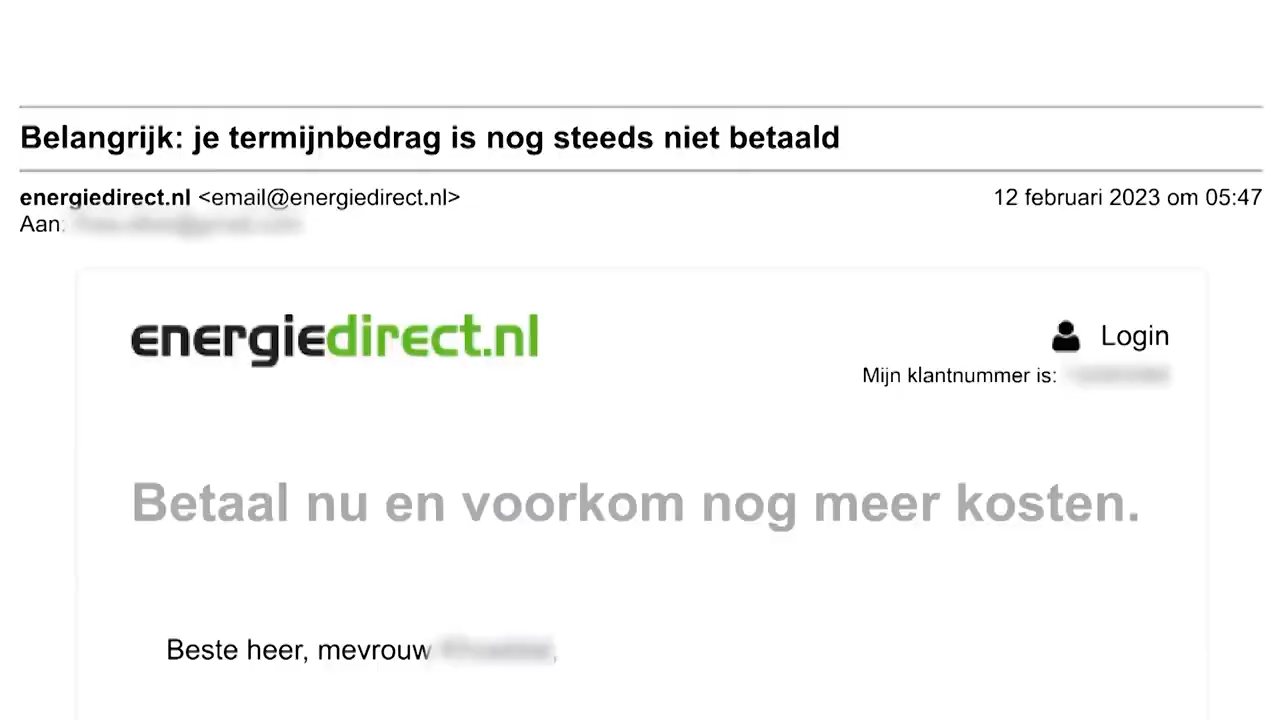 Belangrijk: je termijnbedrag is nog steeds niet betaald
energiedirect.nl <email@energiedirect.nl>
12 februari 2023 om 05:47
Aan:
energiedirect.nl
Login
Mijn klantnummer is:
Betaal nu en voorkom nog meer kosten.
Beste heer, mevrouw